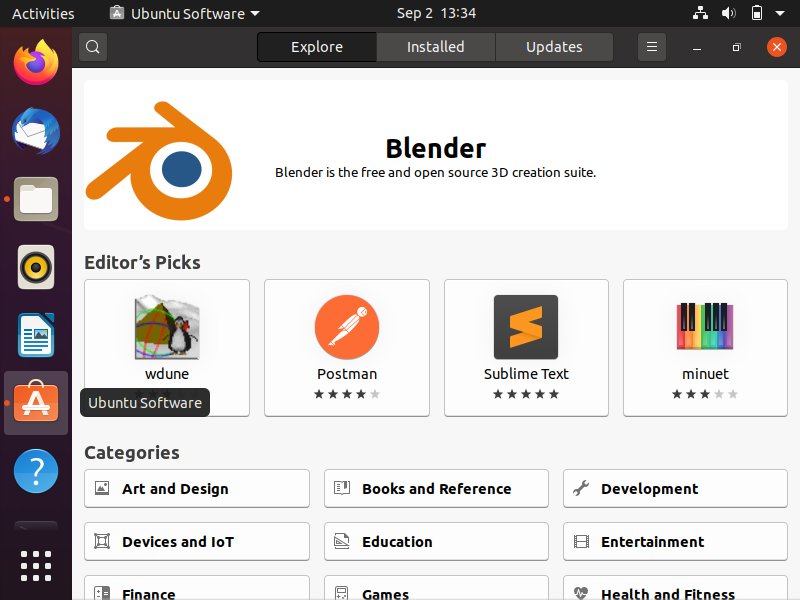 Activities
Ubuntu Software
Sep 2 13:34
Explore
Installed
Updates
Blender
Blender is the free and open source 3D creation suite.
Editor’s Picks
wdune
Postman
Sublime Text
minuet
Ubuntu Software
Categories
Art and Design
Books and Reference
Development
Devices and IoT
Education
Entertainment
Finance
Games
Health and Fitness